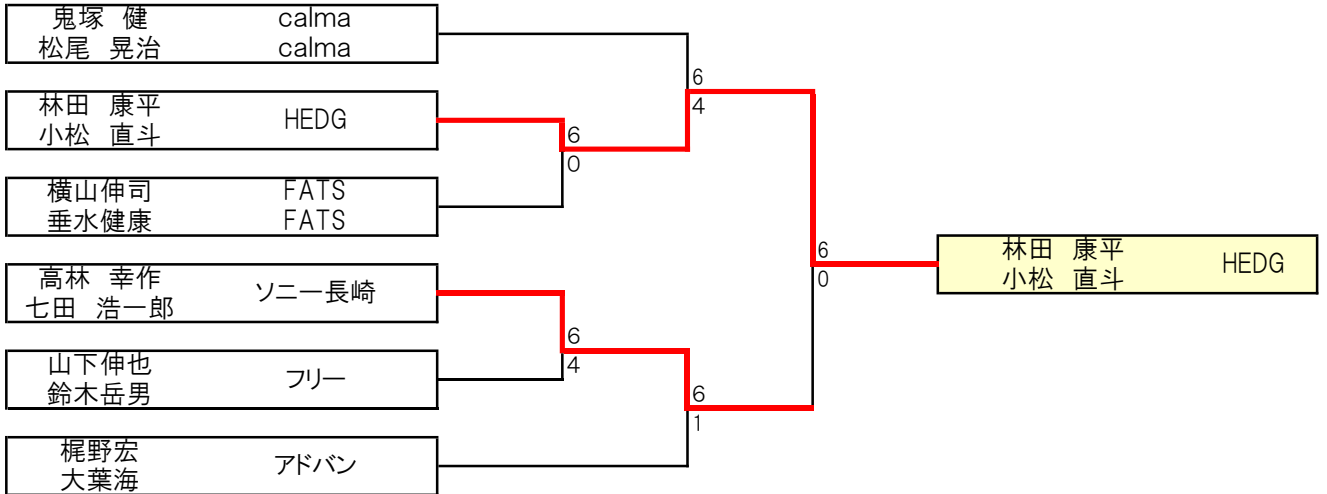 鬼塚 健 calma
松尾 晃治 calma
林田 康平
小松 直斗
HEDG
横山伸司 FATS
垂水健康 FATS
高林 幸作
七田 浩一郎
ソニー長崎
山下伸也
鈴木岳男
フリー
梶野宏
大葉海
アドバン
6
0
6
4
6
4
6
1
6
0
林田 康平
小松 直斗
HEDG